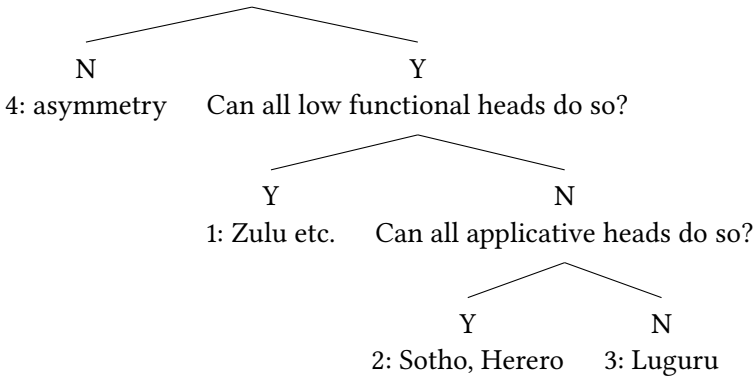 N Y
4: asymmetry Can all low functional heads do so?
Y N
1: Zulu etc. Can all applicative heads do so?
Y N
2: Sotho, Herero 3: Luguru